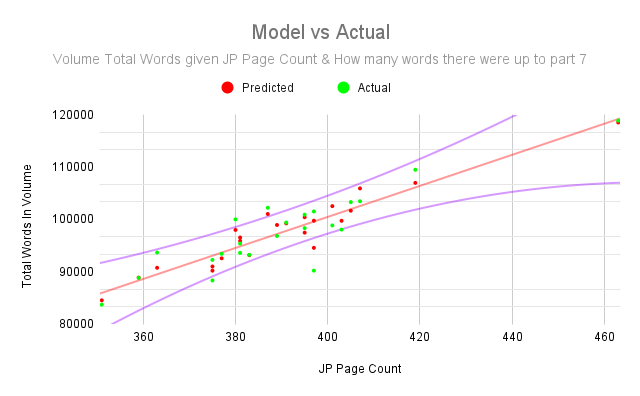 Model vs Actual
Volume Total Words given JP Page Count & How many words there were up to part 7
Predicted
Actual
120000
110000
100000
90000
80000
Total Words In Volume
360
380
400
420
440
460
JP Page Count